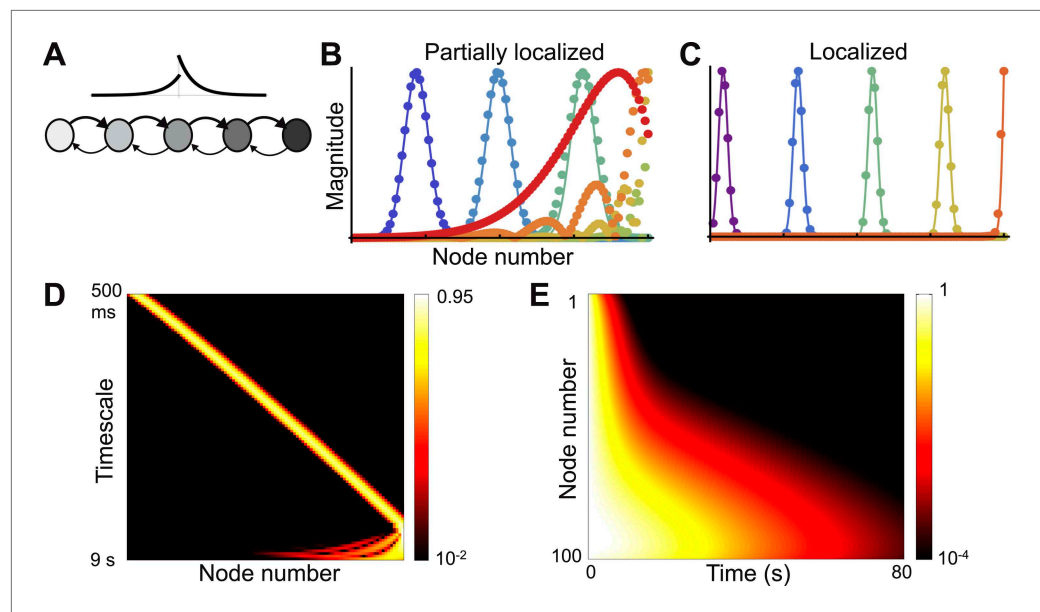 A
B
Partially localized
C
Localized
Magnitude
Node number
D
500
ms
0.95
Timescale
9 s
10-2
Node number
E
1
1
Node number
100
10-4
0
Time (s)
80